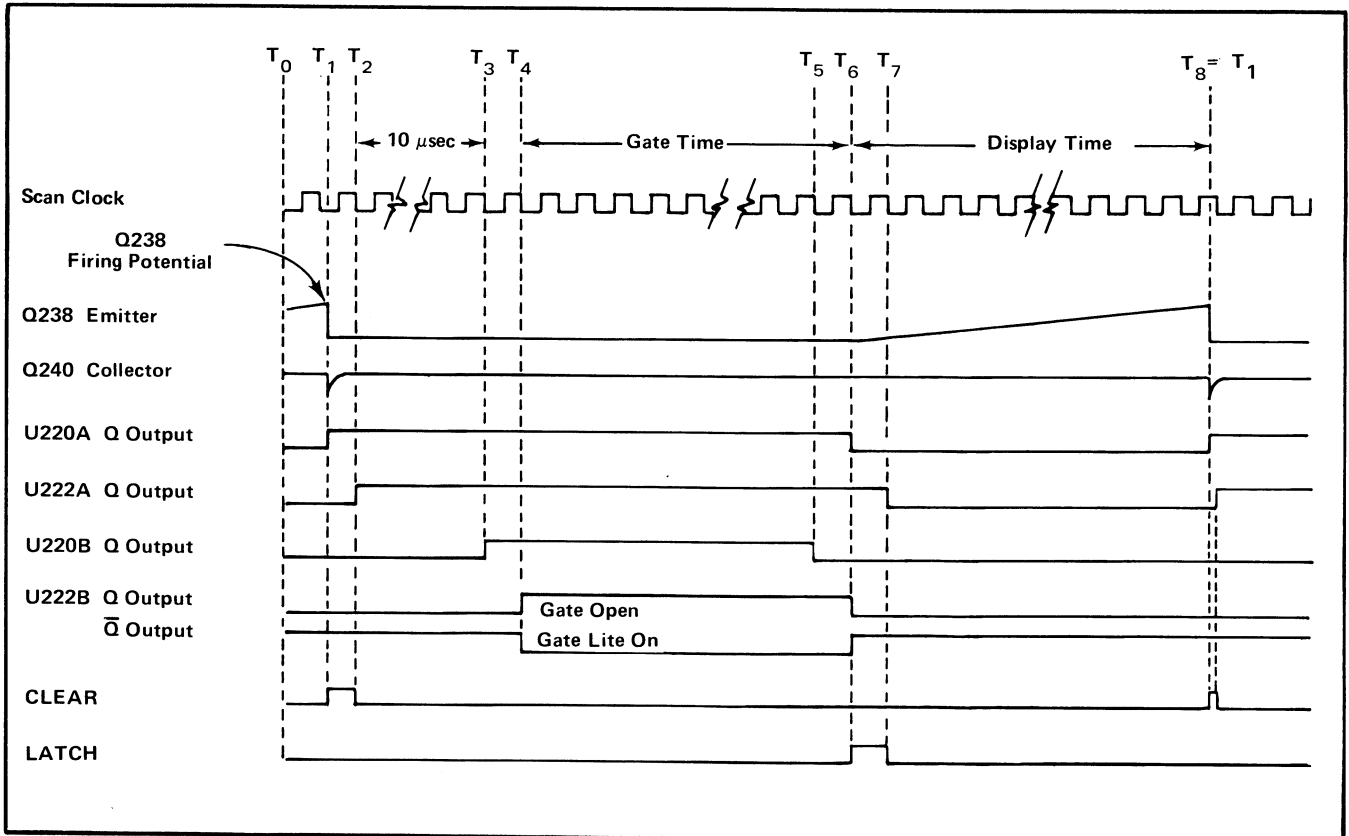 T0 T1 T2 T3 T4 T5 T6 T7 T8 = T1
10 μsec Gate Time Display Time
Scan Clock
Q238
Firing Potential
Q238 Emitter
Q240 Collector
U220A Q Output
U222A Q Output
U220B Q Output
U222B Q Output Gate Open
Q̅ Output Gate Lite On
CLEAR
LATCH